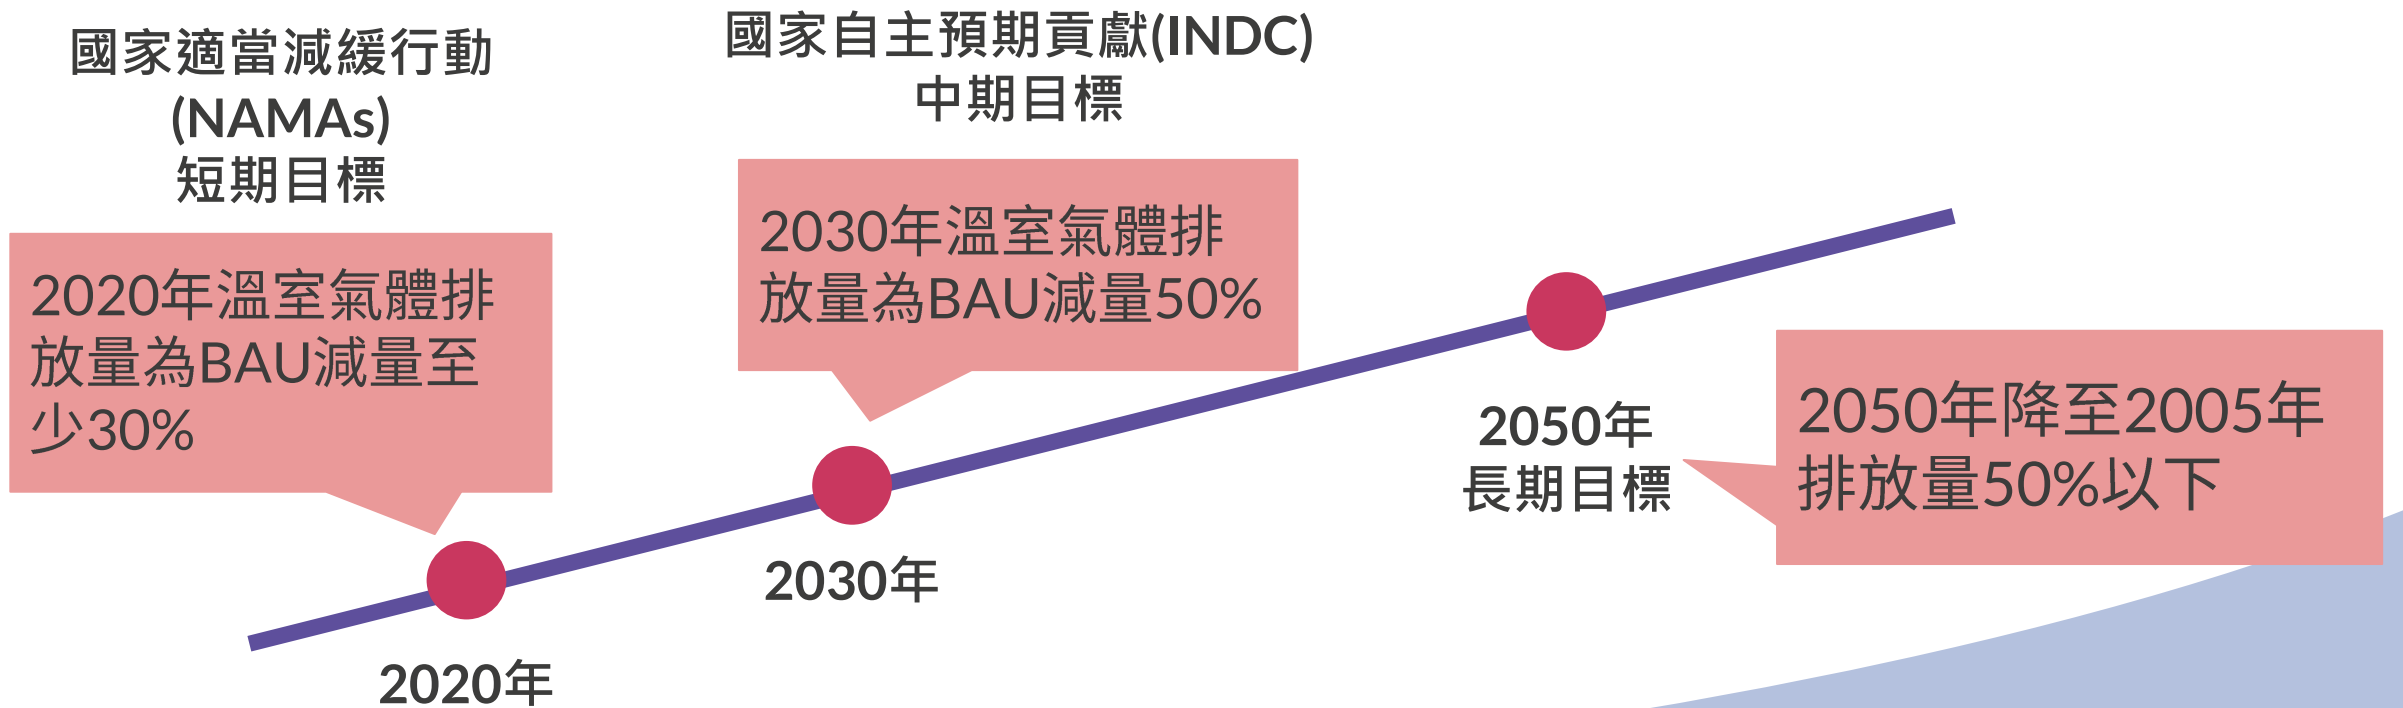 國家適當減緩行動
(NAMAs)
短期目標
2020年溫室氣體排
放量為BAU減量至
少30%
2020年
國家自主預期貢獻(INDC)
中期目標
2030年溫室氣體排
放量為BAU減量50%
2030年
2050年
長期目標
2050年降至2005年
排放量50%以下